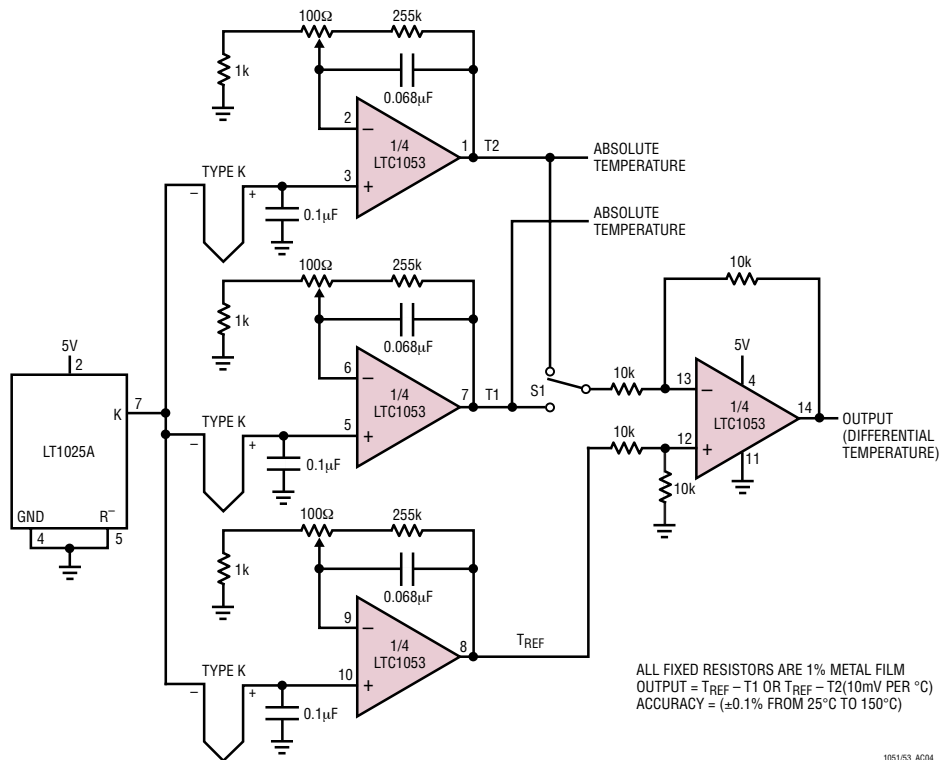 100Ω
255k
1k
0.068µF
2
–
1/4
LTC1053
1
T2
3
+
TYPE K
–
+
0.1µF
ABSOLUTE
TEMPERATURE
ABSOLUTE
TEMPERATURE
100Ω
255k
1k
0.068µF
6
–
1/4
LTC1053
7
T1
5
+
TYPE K
–
+
0.1µF
S1
10k
10k
5V
13
–
4
1/4
LTC1053
14
12
+
11
10k
10k
OUTPUT
(DIFFERENTIAL
TEMPERATURE)
5V
2
K
7
LT1025A
GND
R–
4
5
100Ω
255k
1k
0.068µF
9
–
1/4
LTC1053
8
TREF
10
+
TYPE K
–
+
0.1µF
ALL FIXED RESISTORS ARE 1% METAL FILM
OUTPUT = TREF – T1 OR TREF – T2(10mV PER °C)
ACCURACY = (±0.1% FROM 25°C TO 150°C)
1051/53 AC04